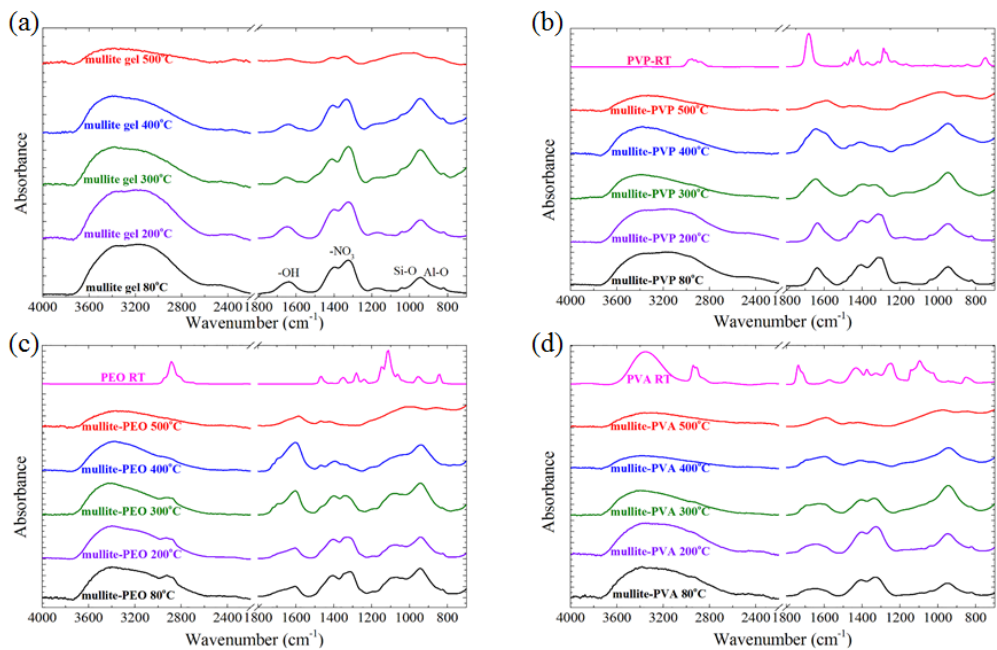 (a)
Absorbance
mullite gel 500°C
mullite gel 400°C
mullite gel 300°C
mullite gel 200°C
mullite gel 80°C
-OH
-NO3
Si-O
Al-O
4000 3600 3200 2800 2400 1800 1600 1400 1200 1000 800
Wavenumber (cm-1)
(b)
Absorbance
PVP-RT
mullite-PVP 500°C
mullite-PVP 400°C
mullite-PVP 300°C
mullite-PVP 200°C
mullite-PVP 80°C
4000 3600 3200 2800 2400 1800 1600 1400 1200 1000 800
Wavenumber (cm-1)
(c)
Absorbance
PEO RT
mullite-PEO 500°C
mullite-PEO 400°C
mullite-PEO 300°C
mullite-PEO 200°C
mullite-PEO 80°C
4000 3600 3200 2800 2400 1800 1600 1400 1200 1000 800
Wavenumber (cm-1)
(d)
Absorbance
PVA RT
mullite-PVA 500°C
mullite-PVA 400°C
mullite-PVA 300°C
mullite-PVA 200°C
mullite-PVA 80°C
4000 3600 3200 2800 2400 1800 1600 1400 1200 1000 800
Wavenumber (cm-1)